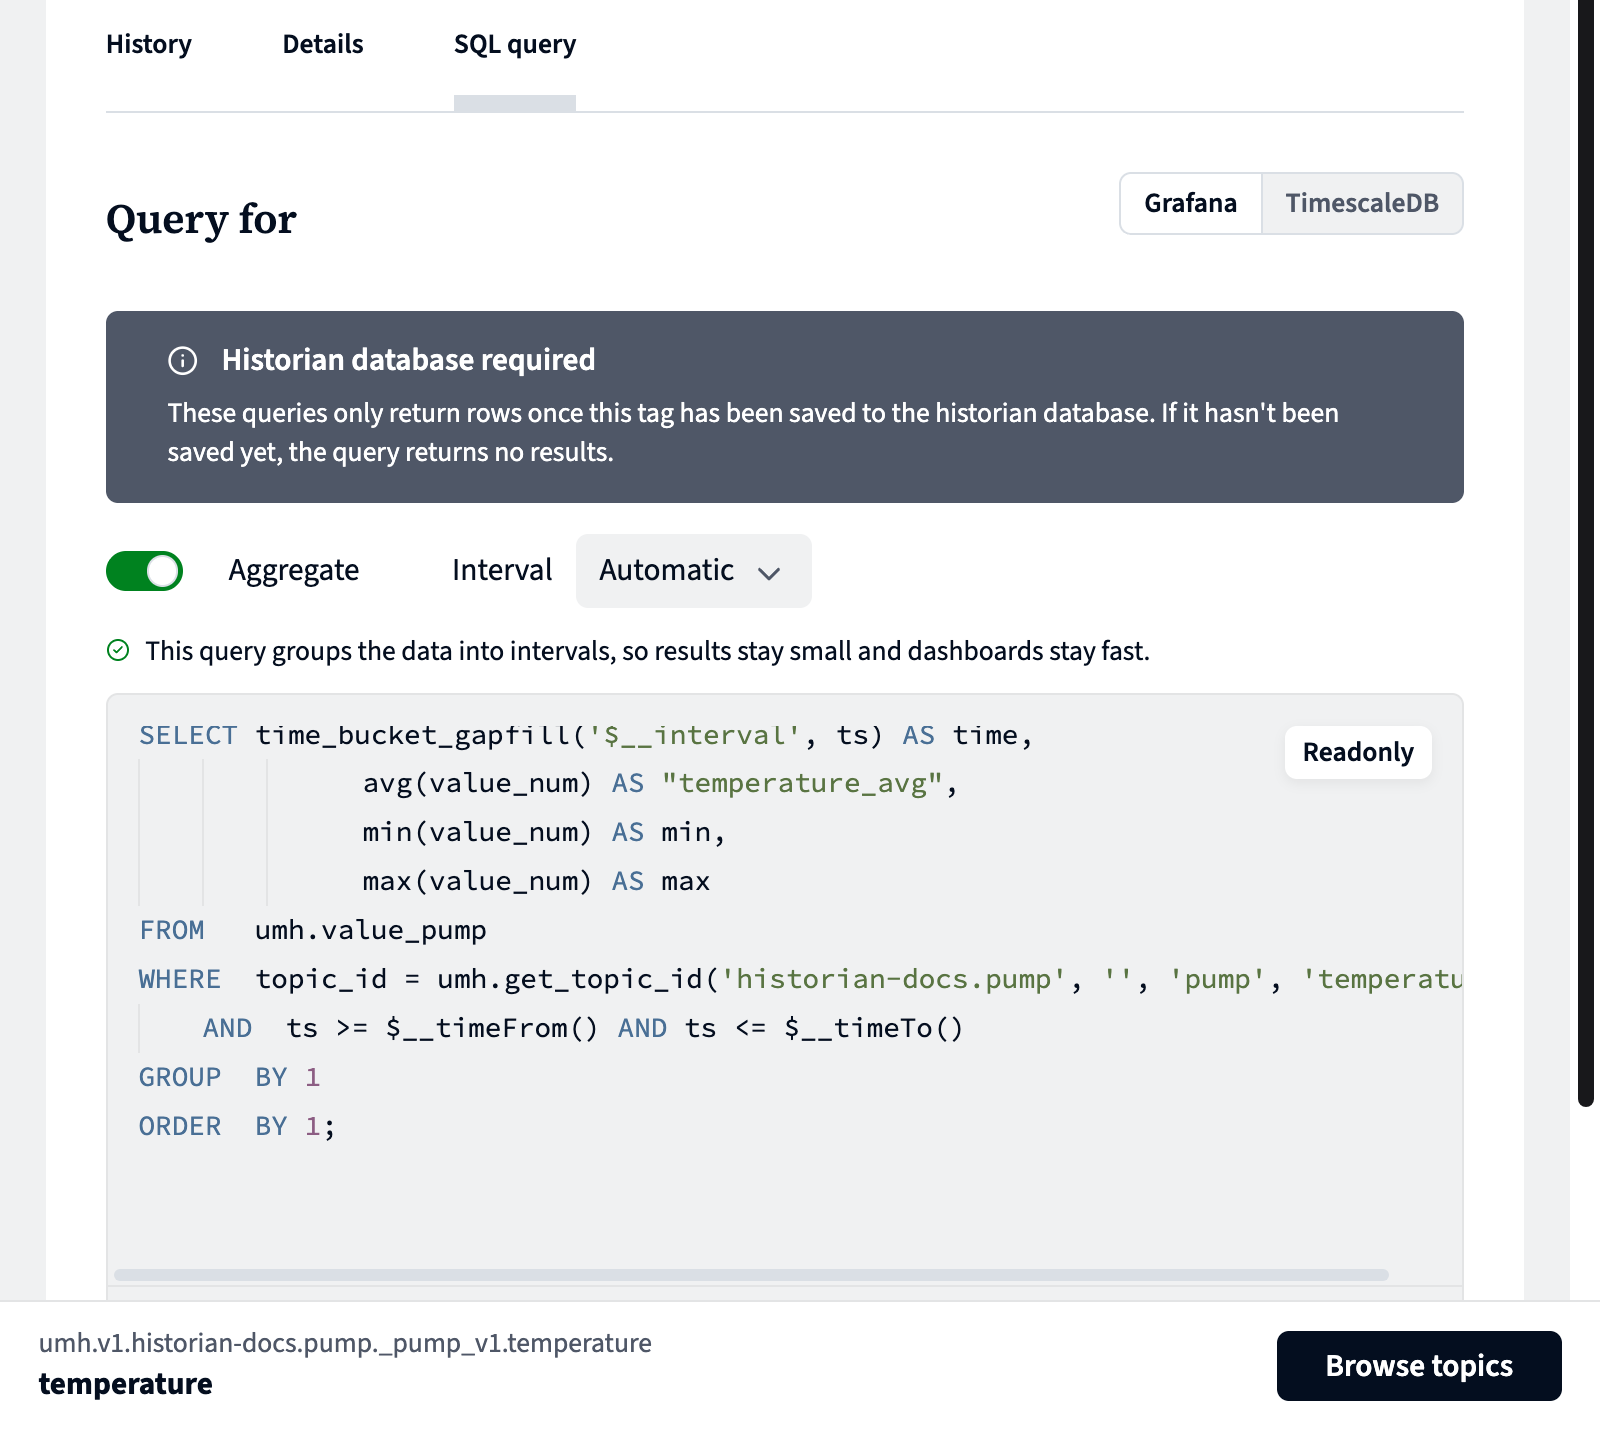 History Details SQL query
Query for
Grafana TimescaleDB
Historian database required
These queries only return rows once this tag has been saved to the historian database. If it hasn't been
saved yet, the query returns no results.
Aggregate Interval Automatic
This query groups the data into intervals, so results stay small and dashboards stay fast.
SELECT time_bucket_gapfill('$__interval', ts) AS time,
Readonly
avg(value_num) AS "temperature_avg",
min(value_num) AS min,
max(value_num) AS max
FROM umh.value_pump
WHERE topic_id = umh.get_topic_id('historian-docs.pump', '', 'pump', 'temperatu
AND ts >= $__timeFrom() AND ts <= $__timeTo()
GROUP BY 1
ORDER BY 1;
umh.v1.historian-docs.pump._pump_v1.temperature
temperature
Browse topics